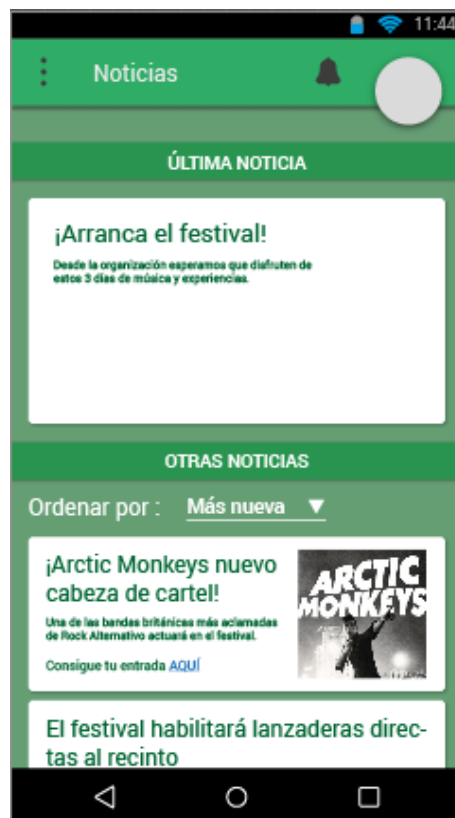 11:44
Noticias
ÚLTIMA NOTICIA
¡Arranca el festival!
Desde la organización esperamos que disfruten de
estos 3 días de música y experiencias.
OTRAS NOTICIAS
Ordenar por : Más nueva
¡Arctic Monkeys nuevo
cabeza de cartel!
Una de las bandas británicas más aclamadas
de Rock Alternativo actuará en el festival.
Consigue tu entrada AQUÍ
ARCTIC
MONKEYS
El festival habilitará lanzaderas direc-
tas al recinto